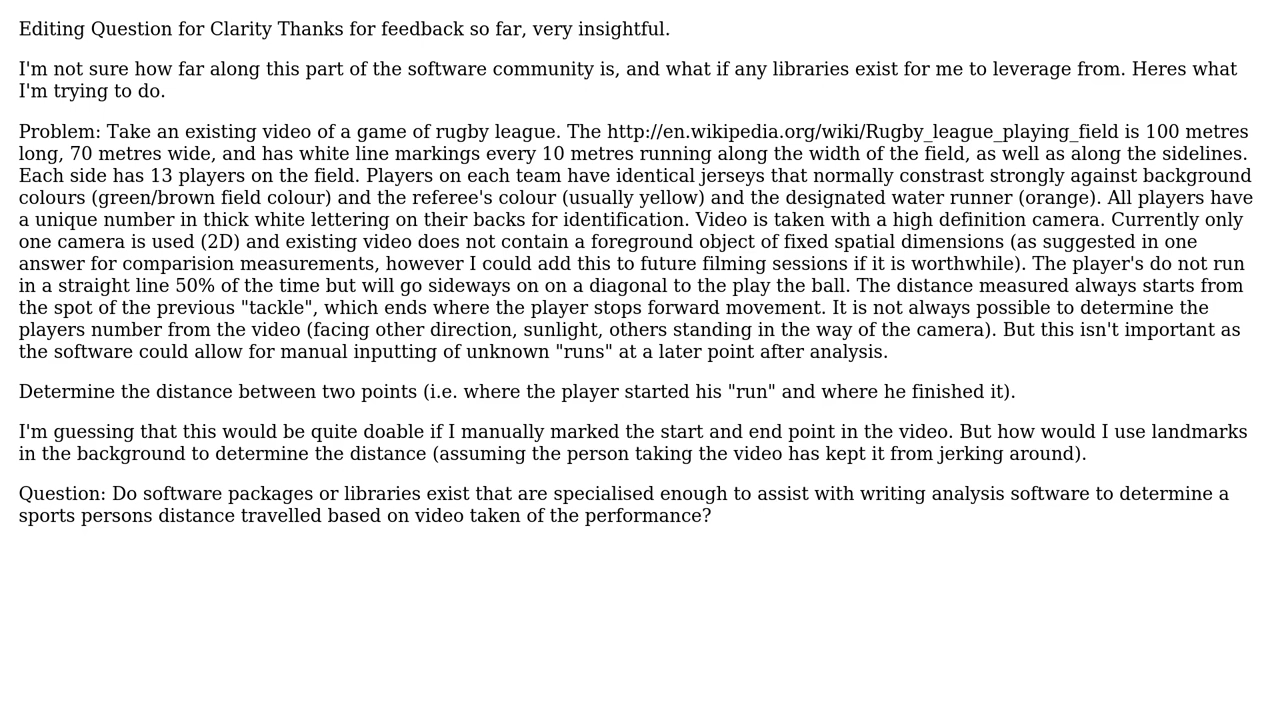 Editing Question for Clarity Thanks for feedback so far, very insightful.
I'm not sure how far along this part of the software community is, and what if any libraries exist for me to leverage from. Heres what
I'm trying to do.
Problem: Take an existing video of a game of rugby league. The http://en.wikipedia.org/wiki/Rugby_league_playing_field is 100 metres
long, 70 metres wide, and has white line markings every 10 metres running along the width of the field, as well as along the sidelines.
Each side has 13 players on the field. Players on each team have identical jerseys that normally constrast strongly against background
colours (green/brown field colour) and the referee's colour (usually yellow) and the designated water runner (orange). All players have
a unique number in thick white lettering on their backs for identification. Video is taken with a high definition camera. Currently only
one camera is used (2D) and existing video does not contain a foreground object of fixed spatial dimensions (as suggested in one
answer for comparision measurements, however I could add this to future filming sessions if it is worthwhile). The player's do not run
in a straight line 50% of the time but will go sideways on on a diagonal to the play the ball. The distance measured always starts from
the spot of the previous "tackle", which ends where the player stops forward movement. It is not always possible to determine the
players number from the video (facing other direction, sunlight, others standing in the way of the camera). But this isn't important as
the software could allow for manual inputting of unknown "runs" at a later point after analysis.
Determine the distance between two points (i.e. where the player started his "run" and where he finished it).
I'm guessing that this would be quite doable if I manually marked the start and end point in the video. But how would I use landmarks
in the background to determine the distance (assuming the person taking the video has kept it from jerking around).
Question: Do software packages or libraries exist that are specialised enough to assist with writing analysis software to determine a
sports persons distance travelled based on video taken of the performance?